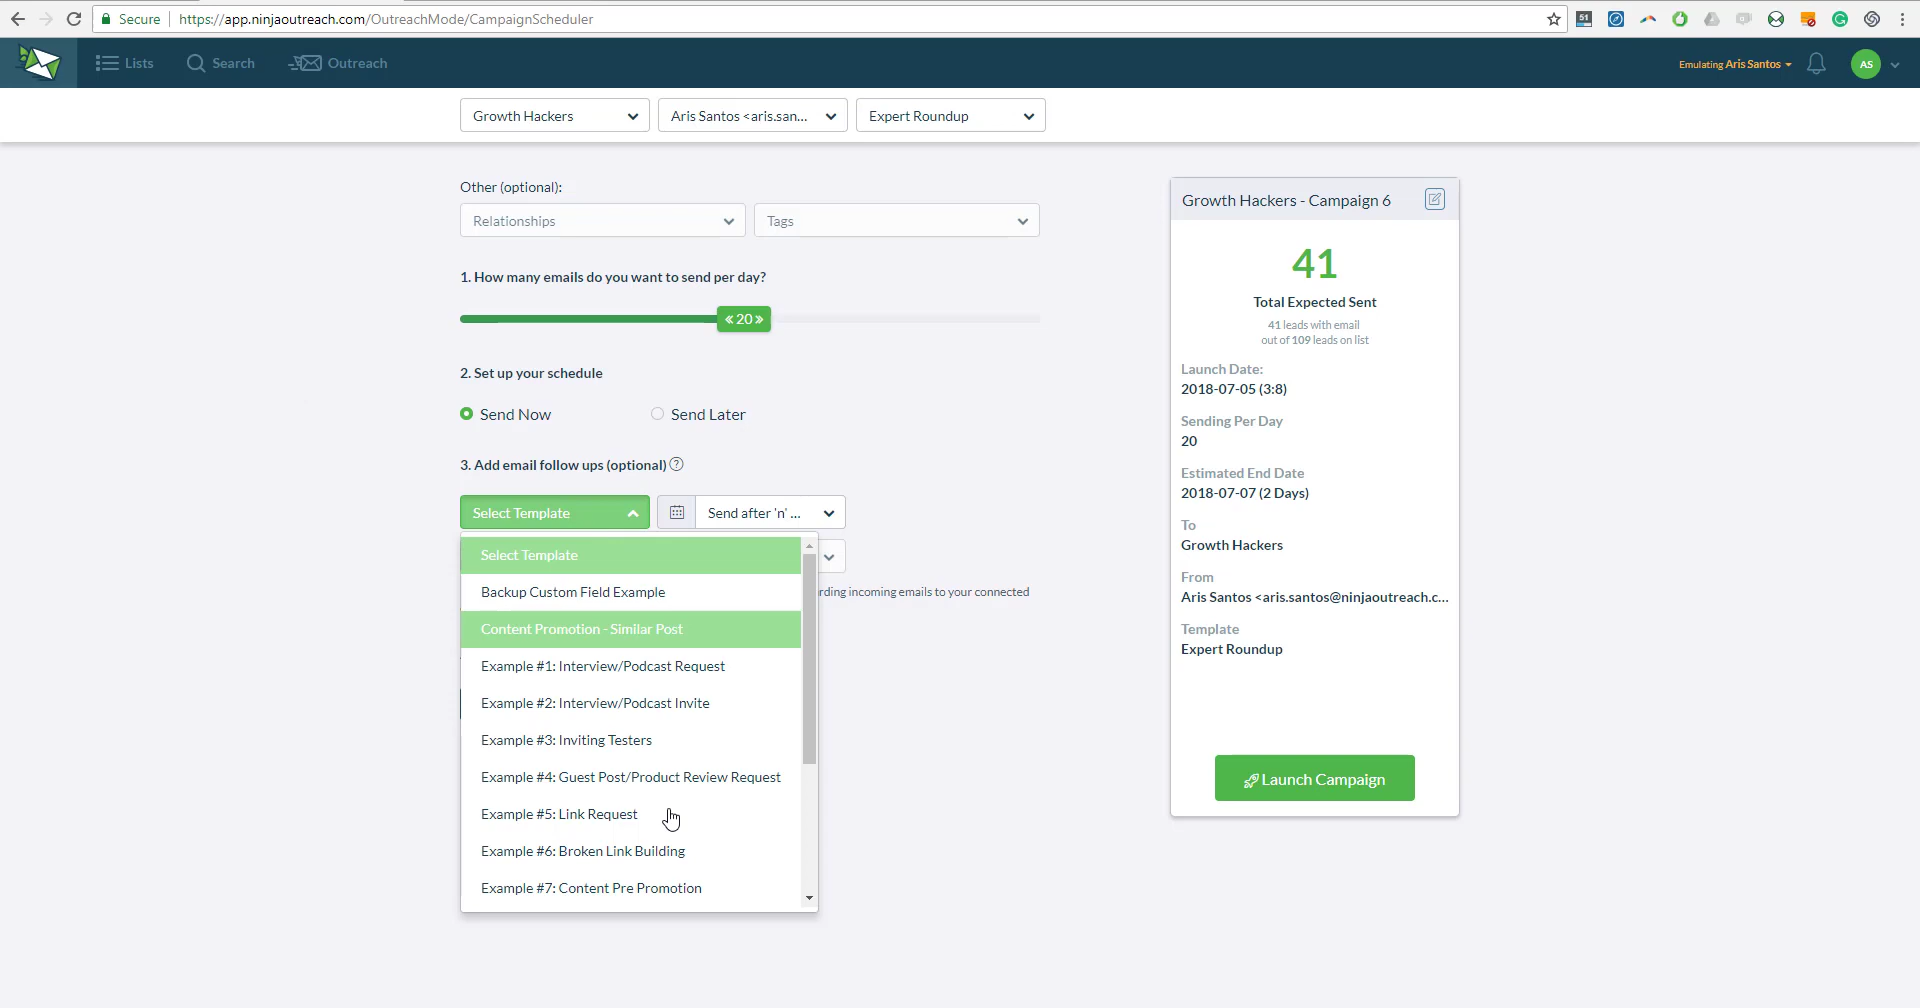 Secure | https://app.ninjaoutreach.com/OutreachMode/CampaignScheduler
51
Lists Search Outreach
Emulating Aris Santos
AS
Growth Hackers
Aris Santos <aris.san...
Expert Roundup
Other (optional):
Relationships
Tags
1. How many emails do you want to send per day?
« 20 »
2. Set up your schedule
Send Now
Send Later
3. Add email follow ups (optional) ?
Select Template
Send after 'n' ...
Select Template
Backup Custom Field Example
rding incoming emails to your connected
Content Promotion - Similar Post
Example #1: Interview/Podcast Request
Example #2: Interview/Podcast Invite
Example #3: Inviting Testers
Example #4: Guest Post/Product Review Request
Example #5: Link Request
Example #6: Broken Link Building
Example #7: Content Pre Promotion
Growth Hackers - Campaign 6
41
Total Expected Sent
41 leads with email
out of 109 leads on list
Launch Date:
2018-07-05 (3:8)
Sending Per Day
20
Estimated End Date
2018-07-07 (2 Days)
To
Growth Hackers
From
Aris Santos <aris.santos@ninjaoutreach.c...
Template
Expert Roundup
Launch Campaign